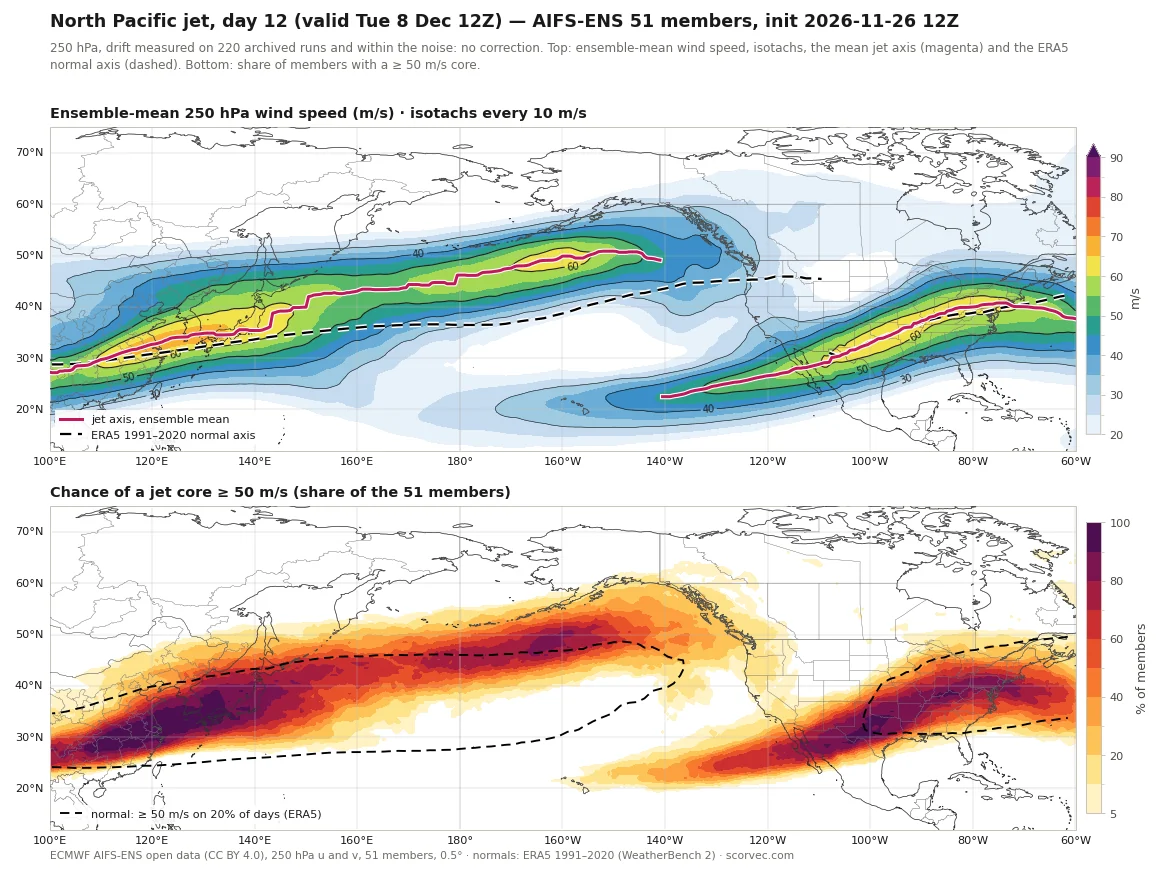 North Pacific jet, day 12 (valid Tue 8 Dec 12Z) — AIFS-ENS 51 members, init 2026-11-26 12Z
250 hPa, drift measured on 220 archived runs and within the noise: no correction. Top: ensemble-mean wind speed, isotachs, the mean jet axis (magenta) and the ERA5
normal axis (dashed). Bottom: share of members with a ≥ 50 m/s core.
Ensemble-mean 250 hPa wind speed (m/s) · isotachs every 10 m/s
70°N
60°N
50°N
40°N
30°N
20°N
40
60
60
50
30
60
50
30
40
jet axis, ensemble mean
ERA5 1991–2020 normal axis
100°E 120°E 140°E 160°E 180° 160°W 140°W 120°W 100°W 80°W 60°W
90
80
70
60
50
40
30
20
m/s
Chance of a jet core ≥ 50 m/s (share of the 51 members)
70°N
60°N
50°N
40°N
30°N
20°N
normal: ≥ 50 m/s on 20% of days (ERA5)
100°E 120°E 140°E 160°E 180° 160°W 140°W 120°W 100°W 80°W 60°W
100
80
60
40
20
5
% of members
ECMWF AIFS-ENS open data (CC BY 4.0), 250 hPa u and v, 51 members, 0.5° · normals: ERA5 1991–2020 (WeatherBench 2) · scorvec.com